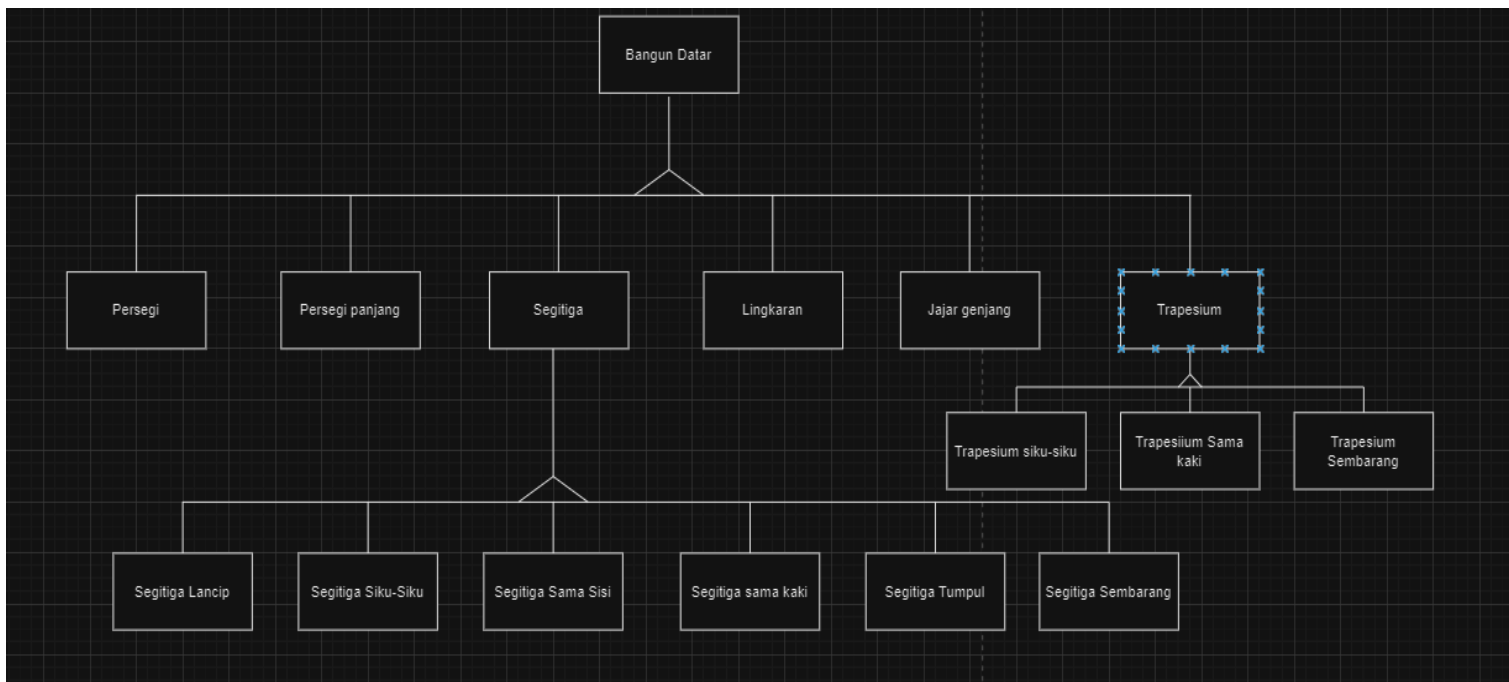 Bangun Datar
Persegi
Persegi panjang
Segitiga
Lingkaran
Jajar genjang
Trapesium
Trapesium siku-siku
Trapesiium Sama
kaki
Trapesium
Sembarang
Segitiga Lancip
Segitiga Siku-Siku
Segitiga Sama Sisi
Segitiga sama kaki
Segitiga Tumpul
Segitiga Sembarang